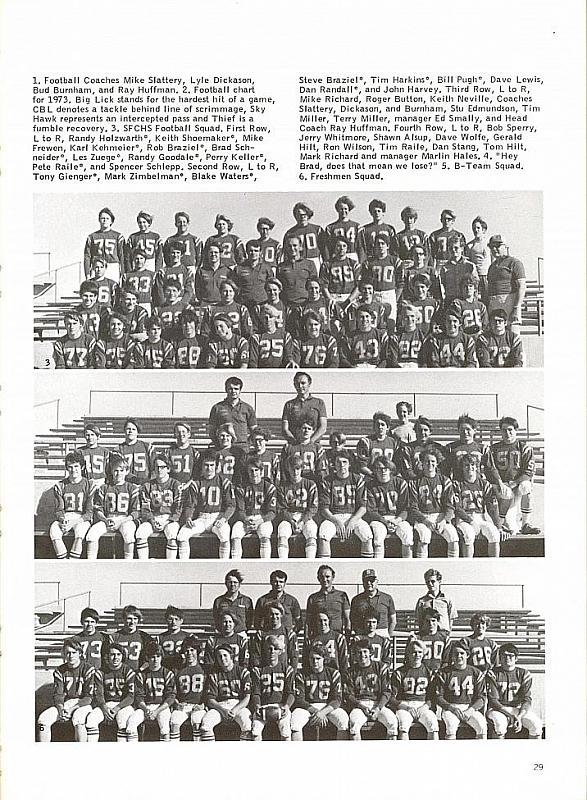 1. Football Coaches Mike Slattery, Lyle Dickason,
Bud Burnham, and Ray Huffman. 2. Football chart
for 1973. Big Lick stands for the hardest hit of a game,
CBL denotes a tackle behind line of scrimmage, Sky
Hawk represents an intercepted pass and Thief is a
fumble recovery. 3. SFCHS Football Squad. First Row,
L to R, Randy Holzwarth*, Keith Shoemaker*, Mike
Frewen, Karl Kehmeier*, Rob Braziel*, Brad Sch-
neider*, Les Zuege*, Randy Goodale*, Perry Keller*,
Pete Raile*, and Spencer Schlepp. Second Row, L to R,
Tony Gienger*, Mark Zimbelman*, Blake Waters*,
Steve Braziel*, Tim Harkins*, Bill Pugh*, Dave Lewis,
Dan Randall*, and John Harvey. Third Row, L to R,
Mike Richard, Roger Button, Keith Neville, Coaches
Slattery, Dickason, and Burnham, Stu Edmunson, Tim
Miller, Terry Miller, manager Ed Smally, and Head
Coach Ray Huffman. Fourth Row, L to R, Bob Sperry,
Jerry Whitmore, Shawn Alsup, Dave Wolfe, Gerald
Hilt, Ron Wilson, Tim Raile, Dan Stang, Tom Hilt,
Mark Richard and manager Marlin Hales. 4. "Hey
Brad, does that mean we lose?" 5. B-Team Squad.
6. Freshmen Squad.
3
6
29